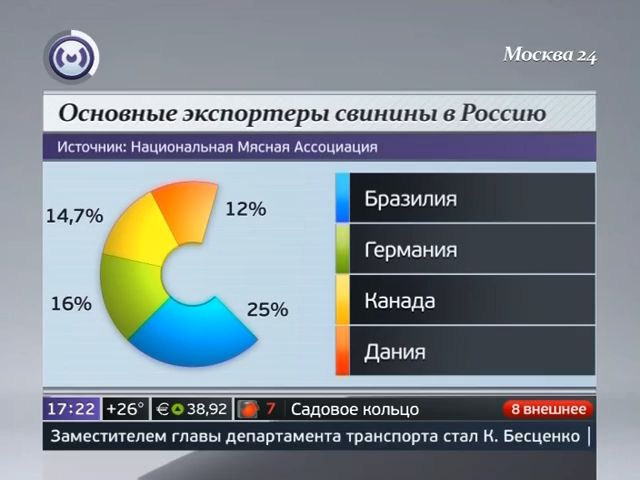 Москва 24
Основные экспортеры свинины в Россию
Источник: Национальная Мясная Ассоциация
12%
14,7%
16%
25%
Бразилия
Германия
Канада
Дания
17:22 +26° € 38,92 7 Садовое кольцо 8 внешнее
Заместителем главы департамента транспорта стал К. Бесценко